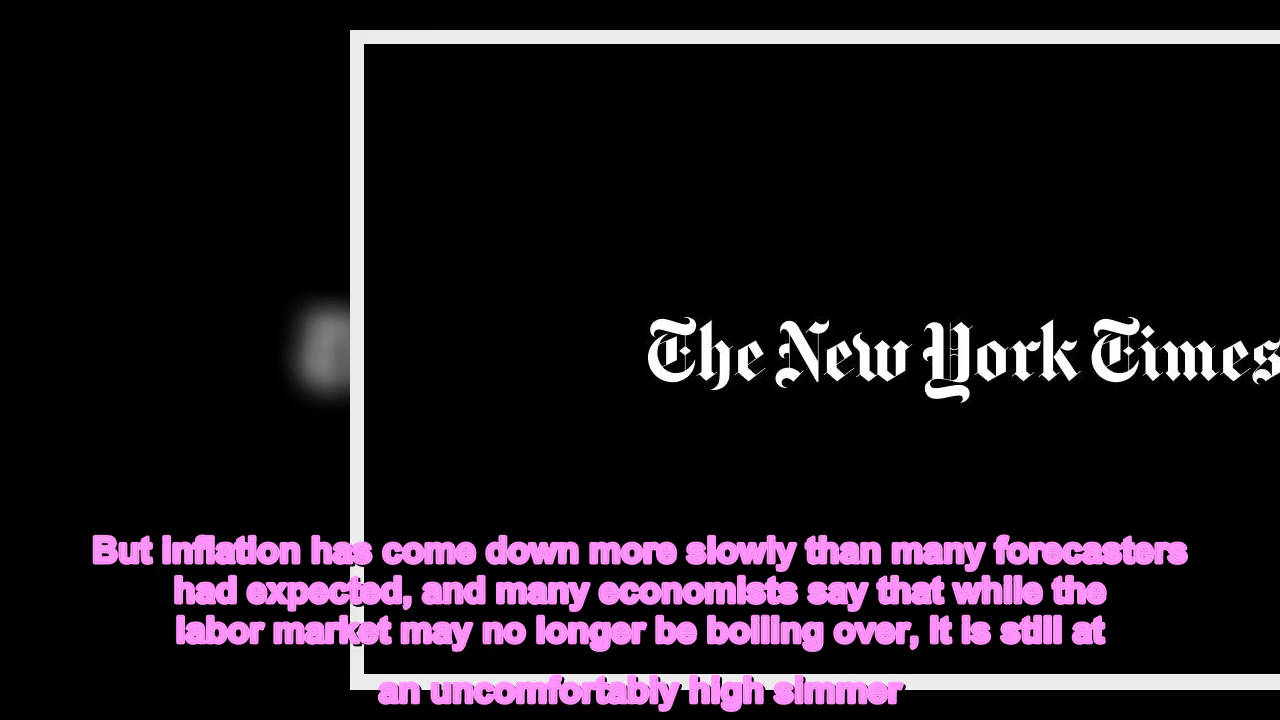 The New York Times
But inflation has come down more slowly than many forecasters
had expected, and many economists say that while the
labor market may no longer be boiling over, it is still at
an uncomfortably high simmer